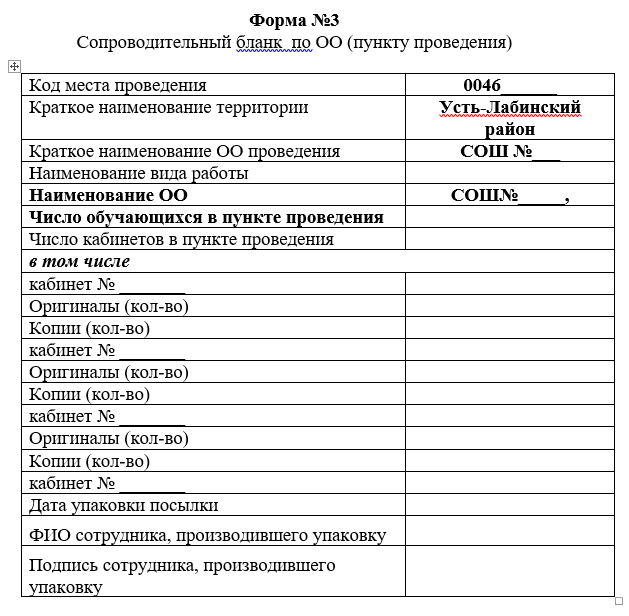 Форма №3
Сопроводительный бланк по ОО (пункту проведения)
Код места проведения 0046______
Краткое наименование территории Усть-Лабинский
район
Краткое наименование ОО проведения СОШ №___
Наименование вида работы
Наименование ОО СОШ№_____,
Число обучающихся в пункте проведения
Число кабинетов в пункте проведения
в том числе
кабинет № _______
Оригиналы (кол-во)
Копии (кол-во)
кабинет № _______
Оригиналы (кол-во)
Копии (кол-во)
кабинет № _______
Оригиналы (кол-во)
Копии (кол-во)
кабинет № _______
Дата упаковки посылки
ФИО сотрудника, производившего упаковку
Подпись сотрудника, производившего
упаковку